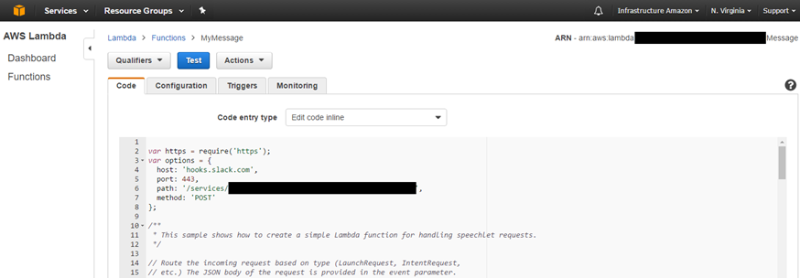 Services Resource Groups Infrastructure Amazon N. Virginia Support
AWS Lambda
Dashboard
Functions
Lambda Functions MyMessage
ARN - arn:aws:lambda Message
Qualifiers Test Actions
Code Configuration Triggers Monitoring
Code entry type Edit code inline
1
2 var https = require('https');
3 var options = {
4 host: 'hooks.slack.com',
5 port: 443,
6 path: '/services/ ',
7 method: 'POST'
8 };
9
10 /**
11 * This sample shows how to create a simple Lambda function for handling speechlet requests.
12 */
13
14 // Route the incoming request based on type (LaunchRequest, IntentRequest,
15 // etc.) The JSON body of the request is provided in the event parameter.